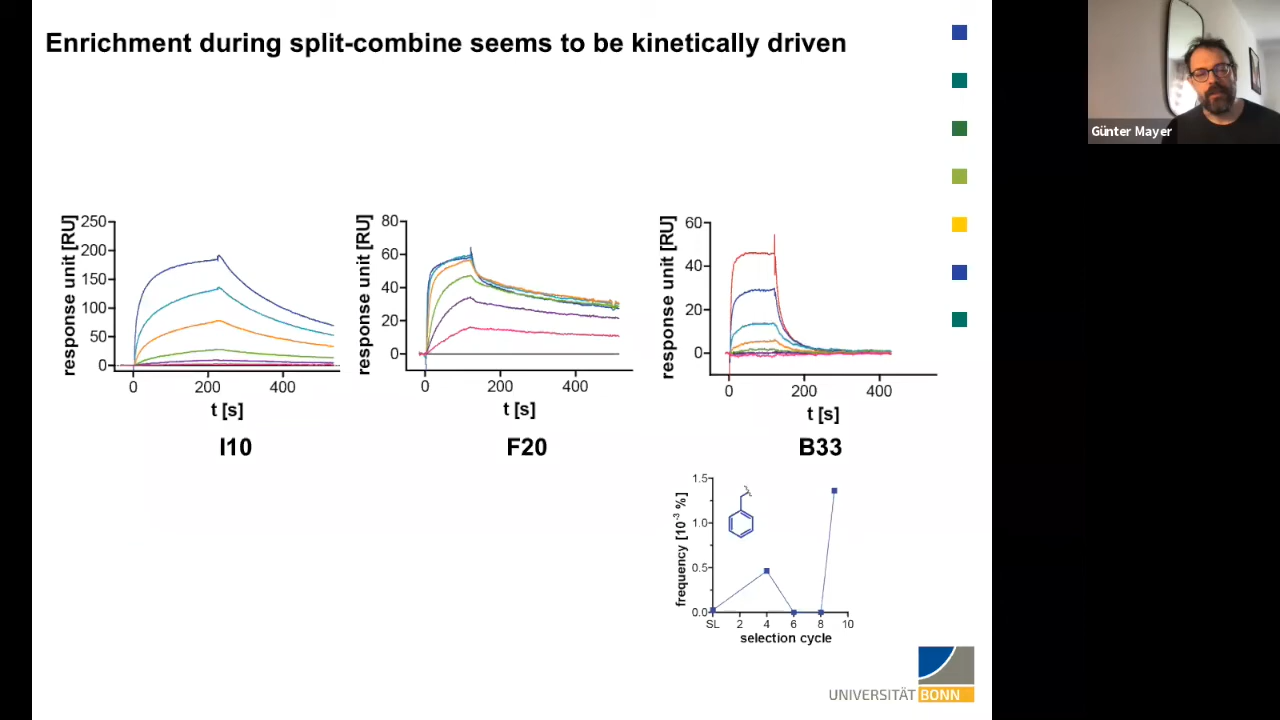 Enrichment during split-combine seems to be kinetically driven
Günter Mayer
response unit [RU]
250
200
150
100
50
0
0 200 400
t [s]
I10
response unit [RU]
80
60
40
20
0
0 200 400
t [s]
F20
response unit [RU]
60
40
20
0
0 200 400
t [s]
B33
frequency [10⁻³ %]
1.5
1.0
0.5
0.0
SL 2 4 6 8 10
selection cycle
UNIVERSITÄT BONN